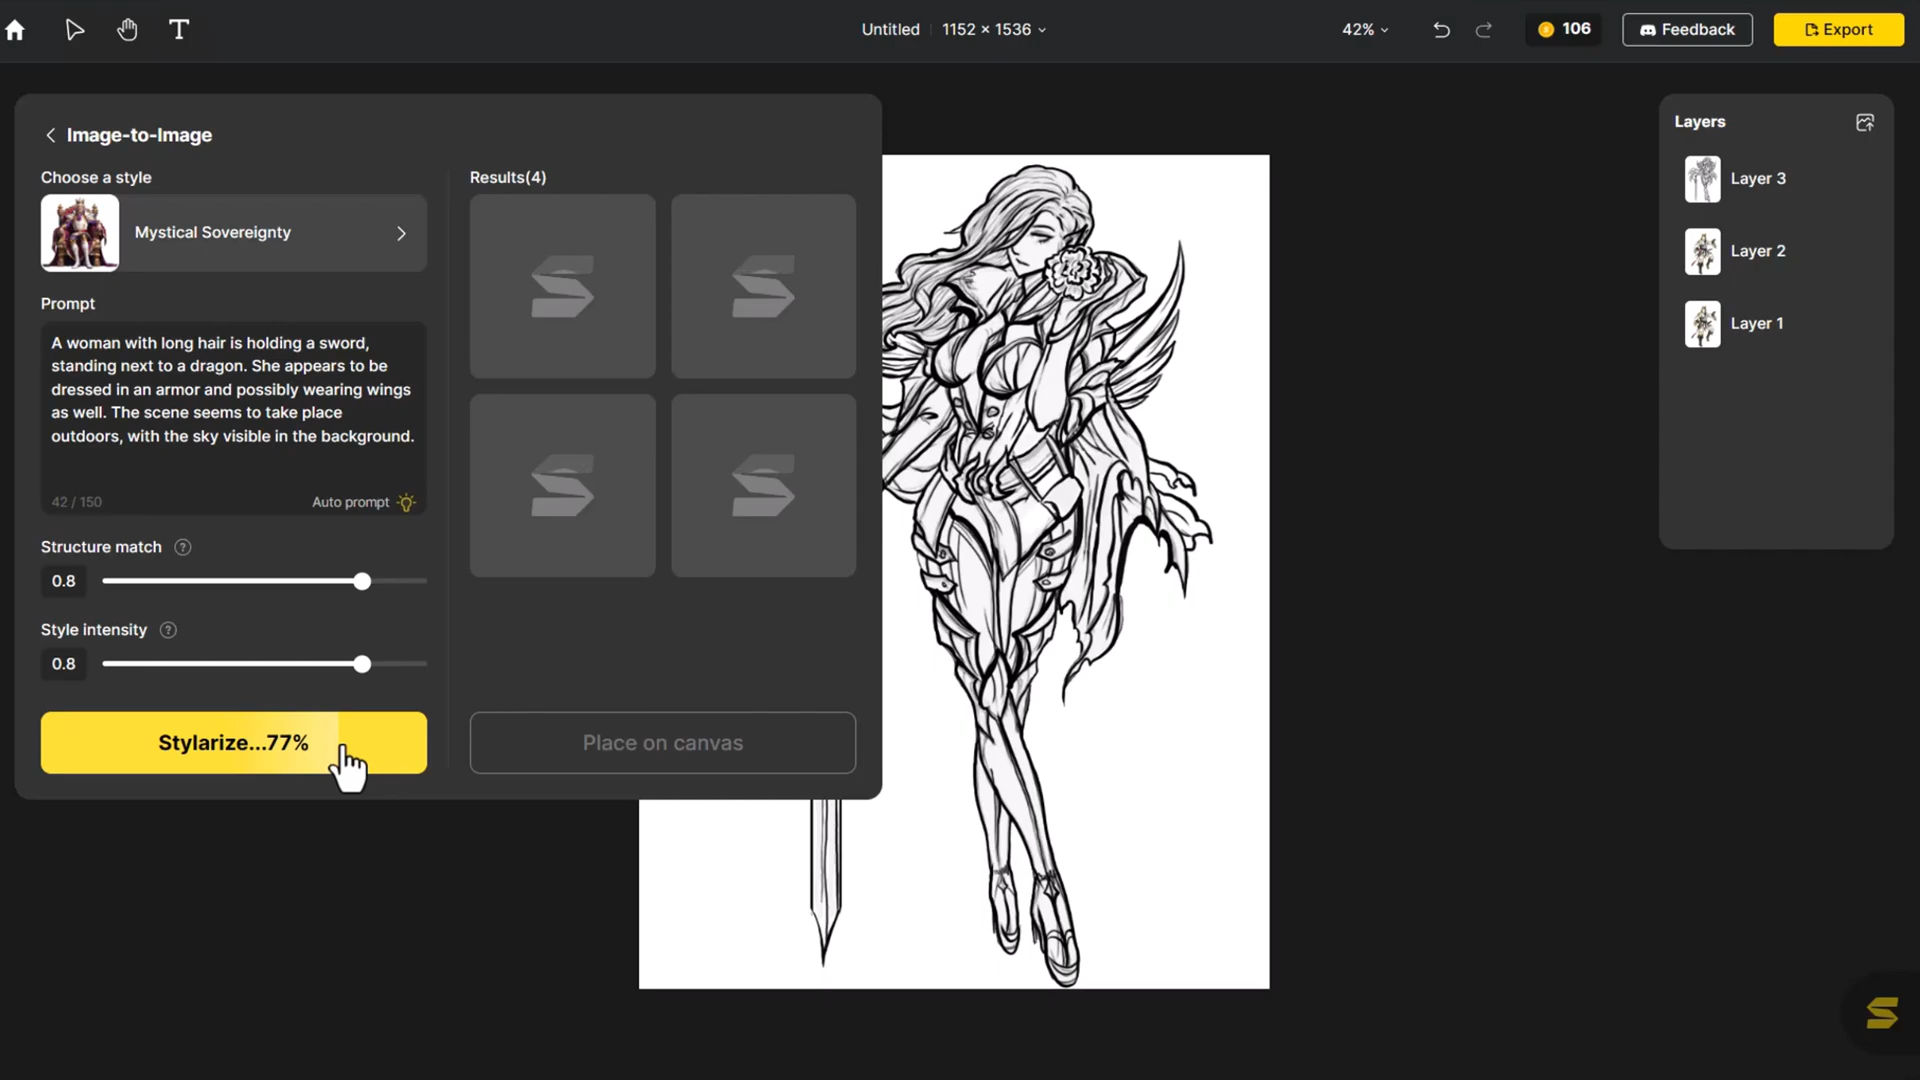 Untitled
1152 × 1536
42%
106
Feedback
Export
Image-to-Image
Choose a style
Mystical Sovereignty
Prompt
A woman with long hair is holding a sword,
standing next to a dragon. She appears to be
dressed in an armor and possibly wearing wings
as well. The scene seems to take place
outdoors, with the sky visible in the background.
42 / 150
Auto prompt
Structure match
0.8
Style intensity
0.8
Stylarize...77%
Results(4)
Place on canvas
Layers
Layer 3
Layer 2
Layer 1